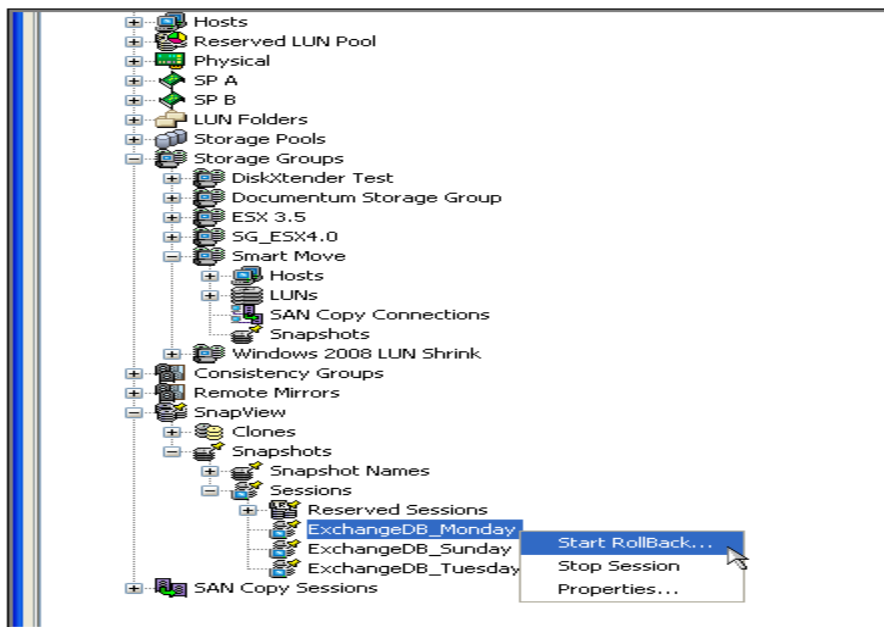 Hosts
Reserved LUN Pool
Physical
SP A
SP B
LUN Folders
Storage Pools
Storage Groups
DiskXtender Test
Documentum Storage Group
ESX 3.5
SG_ESX4.0
Smart Move
Hosts
LUNs
SAN Copy Connections
Snapshots
Windows 2008 LUN Shrink
Consistency Groups
Remote Mirrors
SnapView
Clones
Snapshots
Snapshot Names
Sessions
Reserved Sessions
ExchangeDB_Monday
Start RollBack...
ExchangeDB_Sunday
Stop Session
ExchangeDB_Tuesday
Properties...
SAN Copy Sessions